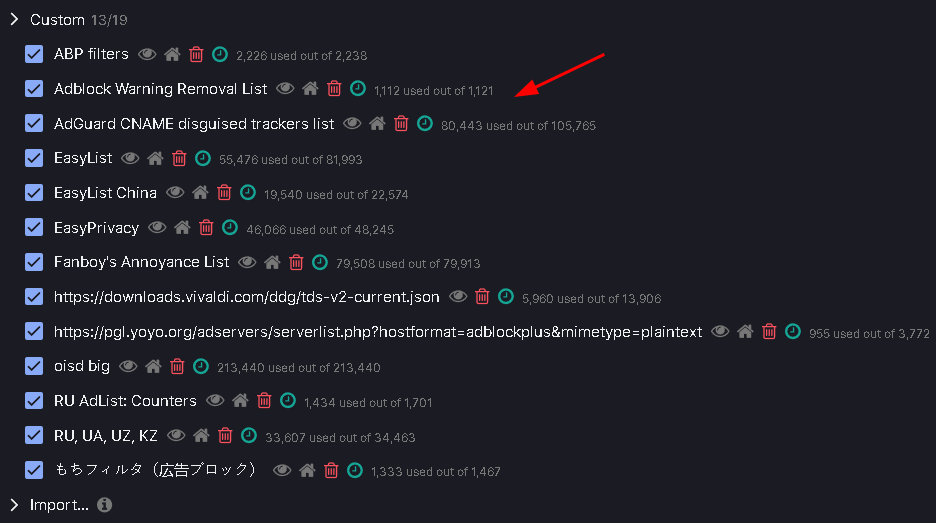 Custom 13/19
ABP filters 2,226 used out of 2,238
Adblock Warning Removal List 1,112 used out of 1,121
AdGuard CNAME disguised trackers list 80,443 used out of 105,765
EasyList 55,476 used out of 81,993
EasyList China 19,540 used out of 22,574
EasyPrivacy 46,066 used out of 48,245
Fanboy's Annoyance List 79,508 used out of 79,913
https://downloads.vivaldi.com/ddg/tds-v2-current.json 5,960 used out of 13,906
https://pgl.yoyo.org/adservers/serverlist.php?hostformat=adblockplus&mimetype=plaintext 955 used out of 3,772
oisd big 213,440 used out of 213,440
RU AdList: Counters 1,434 used out of 1,701
RU, UA, UZ, KZ 33,607 used out of 34,463
もちフィルタ（広告ブロック） 1,333 used out of 1,467
Import...